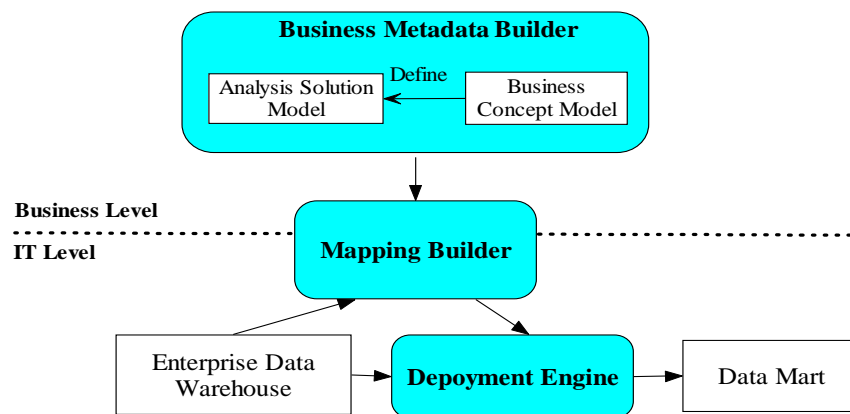 Business Metadata Builder
Define
Analysis Solution
Model
Business
Concept Model
Business Level
IT Level
Mapping Builder
Enterprise Data
Warehouse
Depoyment Engine
Data Mart